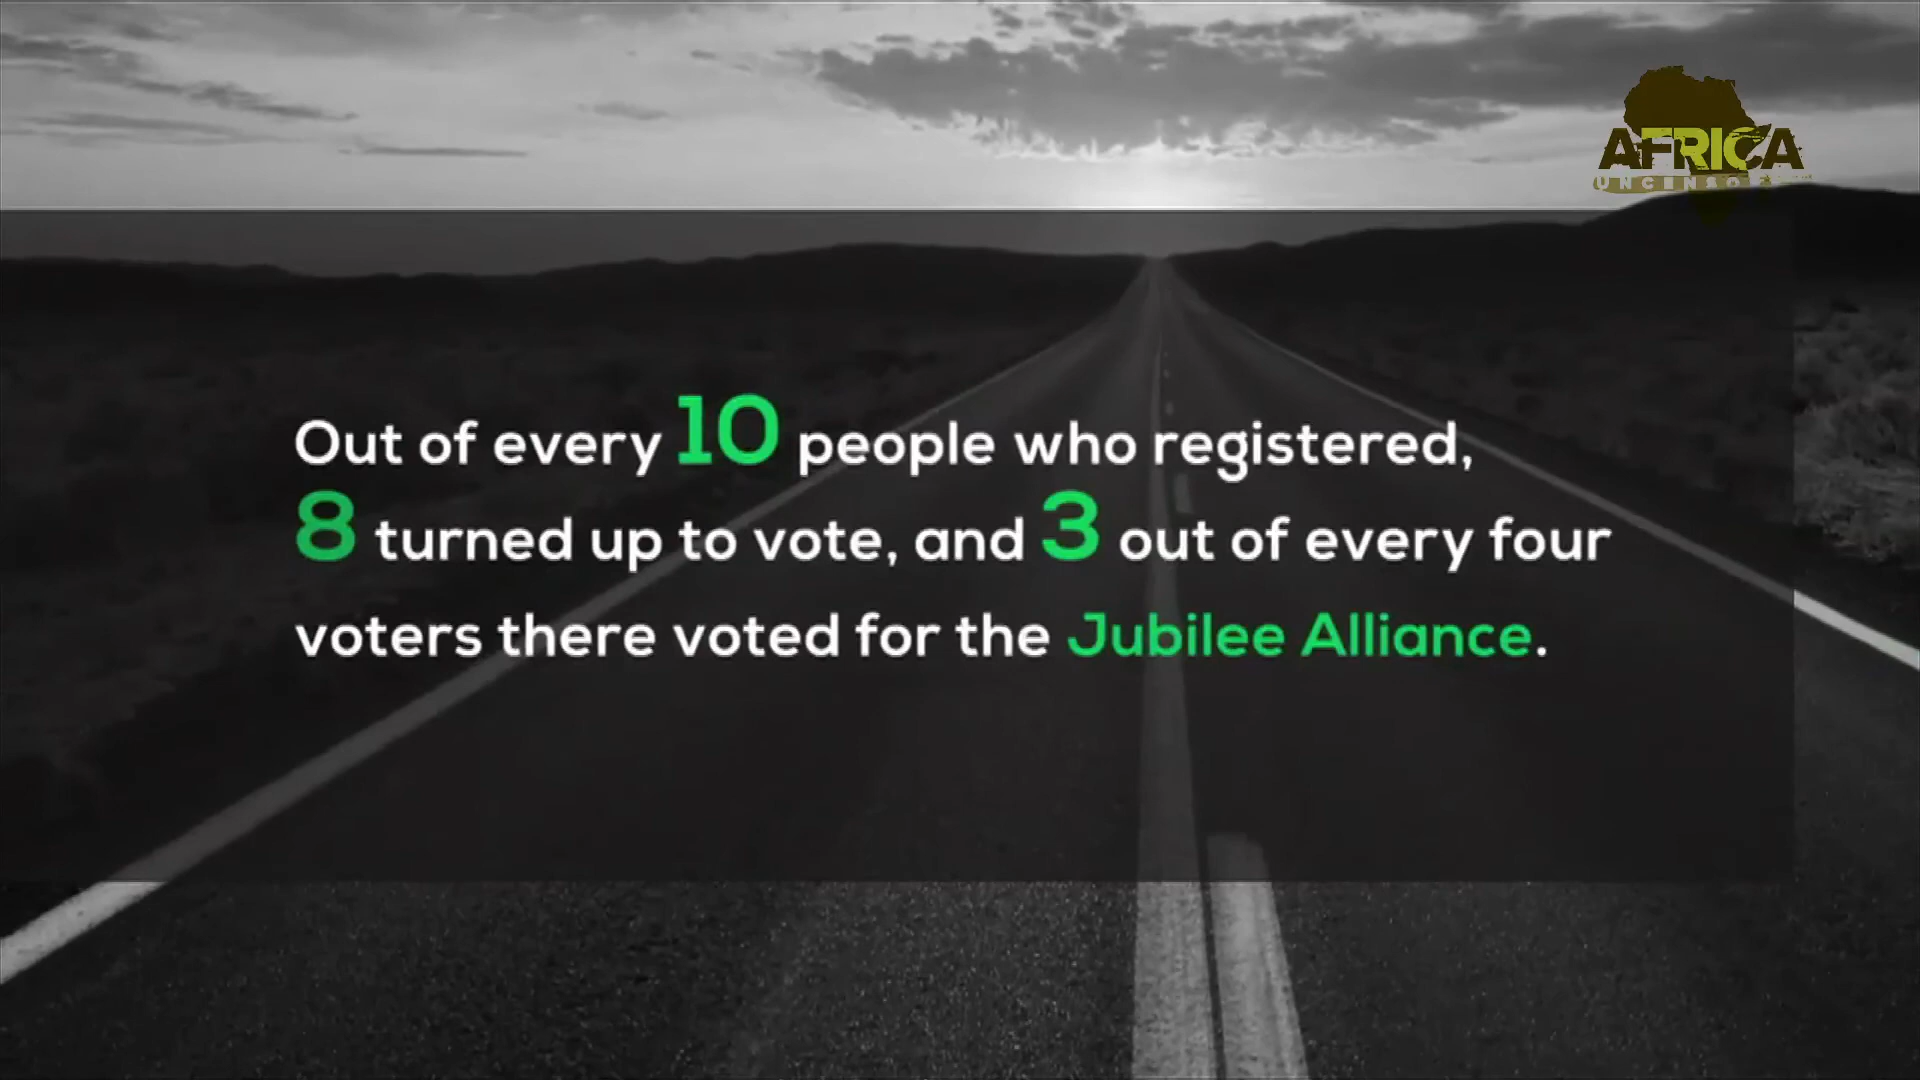 AFRICA
UNCENSORED
Out of every 10 people who registered,
8 turned up to vote, and 3 out of every four
voters there voted for the Jubilee Alliance.